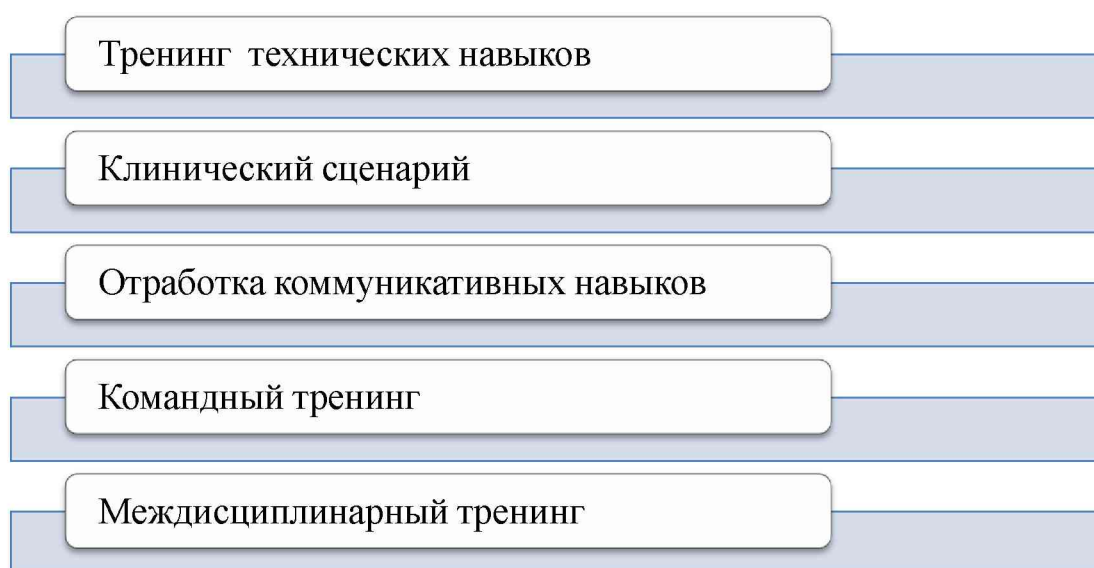 Тренинг технических навыков
Клинический сценарий
Отработка коммуникативных навыков
Командный тренинг
Междисциплинарный тренинг